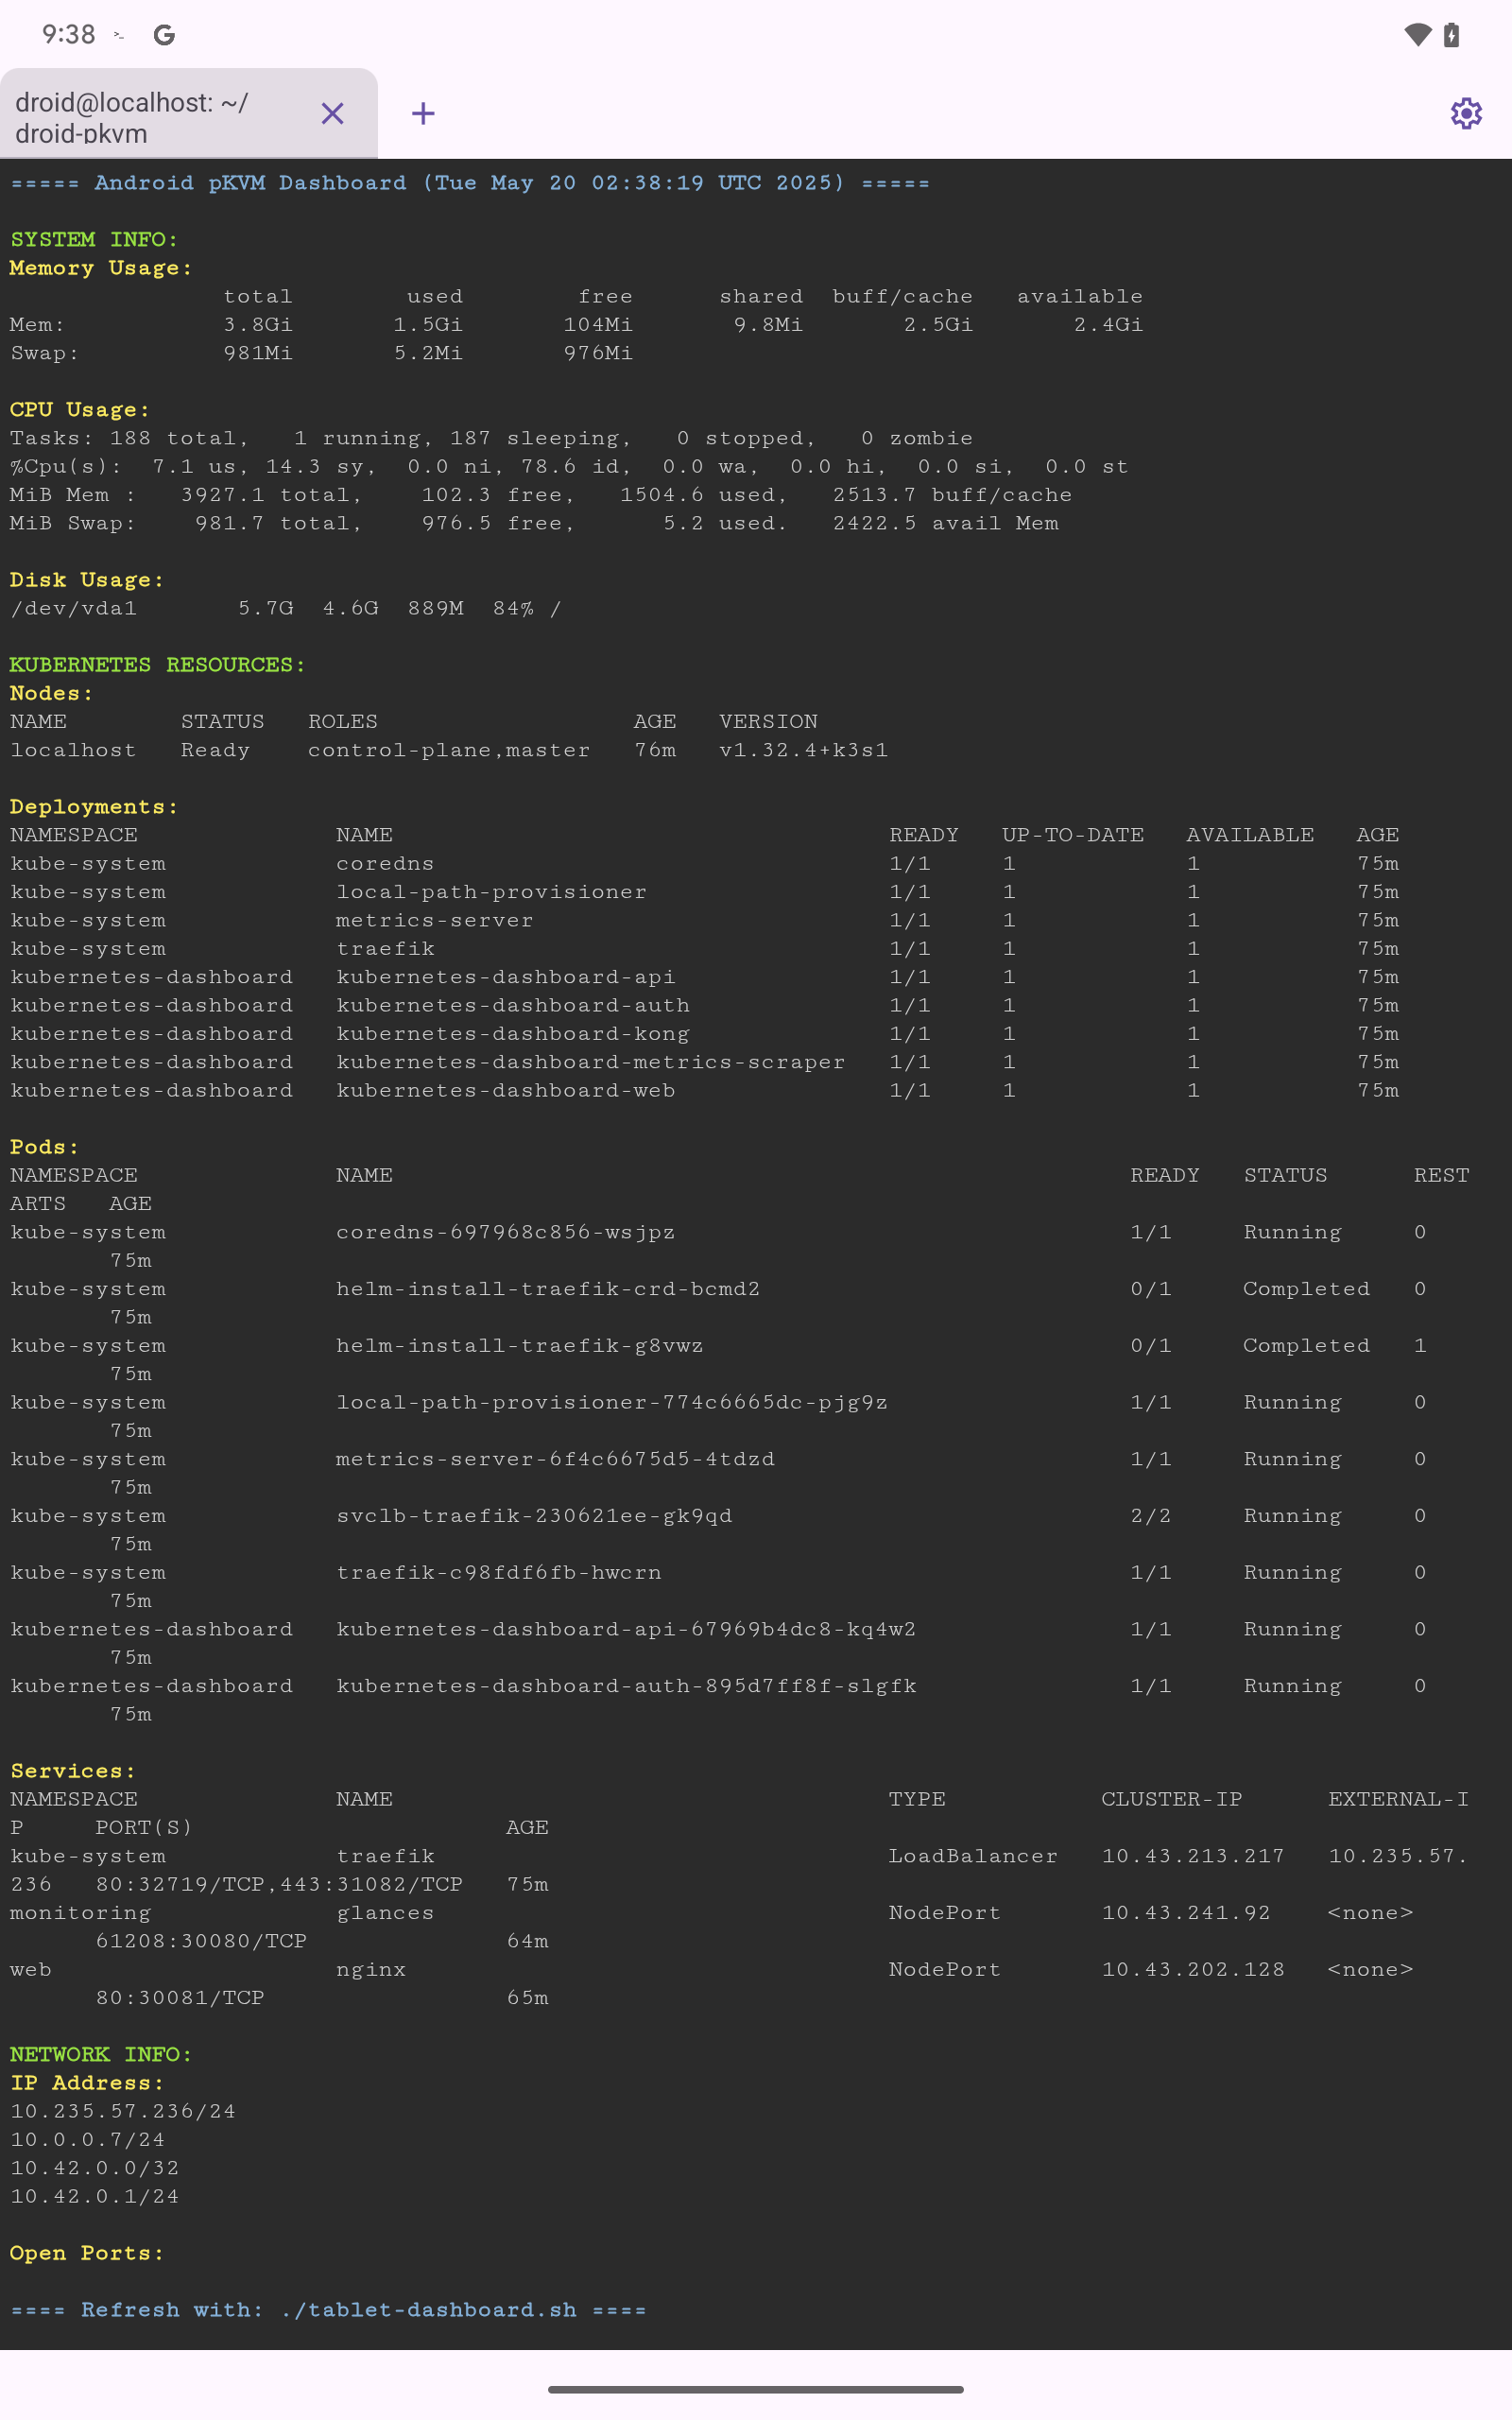 9:38
droid@localhost: ~/
droid-pkvm
===== Android pKVM Dashboard (Tue May 20 02:38:19 UTC 2025) =====
SYSTEM INFO:
Memory Usage:
               total        used        free      shared  buff/cache   available
Mem:           3.8Gi       1.5Gi       104Mi       9.8Mi       2.5Gi       2.4Gi
Swap:          981Mi       5.2Mi       976Mi
CPU Usage:
Tasks: 188 total,   1 running, 187 sleeping,   0 stopped,   0 zombie
%Cpu(s):  7.1 us, 14.3 sy,  0.0 ni, 78.6 id,  0.0 wa,  0.0 hi,  0.0 si,  0.0 st
MiB Mem :   3927.1 total,    102.3 free,   1504.6 used,   2513.7 buff/cache
MiB Swap:    981.7 total,    976.5 free,      5.2 used.   2422.5 avail Mem
Disk Usage:
/dev/vda1       5.7G  4.6G  889M  84% /
KUBERNETES RESOURCES:
Nodes:
NAME        STATUS   ROLES                  AGE   VERSION
localhost   Ready    control-plane,master   76m   v1.32.4+k3s1
Deployments:
NAMESPACE              NAME                                   READY   UP-TO-DATE   AVAILABLE   AGE
kube-system            coredns                                1/1     1            1           75m
kube-system            local-path-provisioner                 1/1     1            1           75m
kube-system            metrics-server                         1/1     1            1           75m
kube-system            traefik                                1/1     1            1           75m
kubernetes-dashboard   kubernetes-dashboard-api               1/1     1            1           75m
kubernetes-dashboard   kubernetes-dashboard-auth              1/1     1            1           75m
kubernetes-dashboard   kubernetes-dashboard-kong              1/1     1            1           75m
kubernetes-dashboard   kubernetes-dashboard-metrics-scraper   1/1     1            1           75m
kubernetes-dashboard   kubernetes-dashboard-web               1/1     1            1           75m
Pods:
NAMESPACE              NAME                                                    READY   STATUS      REST
ARTS   AGE
kube-system            coredns-697968c856-wsjpz                                1/1     Running     0
       75m
kube-system            helm-install-traefik-crd-bcmd2                          0/1     Completed   0
       75m
kube-system            helm-install-traefik-g8vwz                              0/1     Completed   1
       75m
kube-system            local-path-provisioner-774c6665dc-pjg9z                 1/1     Running     0
       75m
kube-system            metrics-server-6f4c6675d5-4tdzd                         1/1     Running     0
       75m
kube-system            svclb-traefik-230621ee-gk9qd                            2/2     Running     0
       75m
kube-system            traefik-c98fdf6fb-hwcrn                                 1/1     Running     0
       75m
kubernetes-dashboard   kubernetes-dashboard-api-67969b4dc8-kq4w2               1/1     Running     0
       75m
kubernetes-dashboard   kubernetes-dashboard-auth-895d7ff8f-slgfk               1/1     Running     0
       75m
Services:
NAMESPACE              NAME                                   TYPE           CLUSTER-IP      EXTERNAL-I
P     PORT(S)                      AGE
kube-system            traefik                                LoadBalancer   10.43.213.217   10.235.57.
236   80:32719/TCP,443:31082/TCP   75m
monitoring             glances                                NodePort       10.43.241.92    <none>
      61208:30080/TCP              64m
web                    nginx                                  NodePort       10.43.202.128   <none>
      80:30081/TCP                 65m
NETWORK INFO:
IP Address:
10.235.57.236/24
10.0.0.7/24
10.42.0.0/32
10.42.0.1/24
Open Ports:
==== Refresh with: ./tablet-dashboard.sh ====